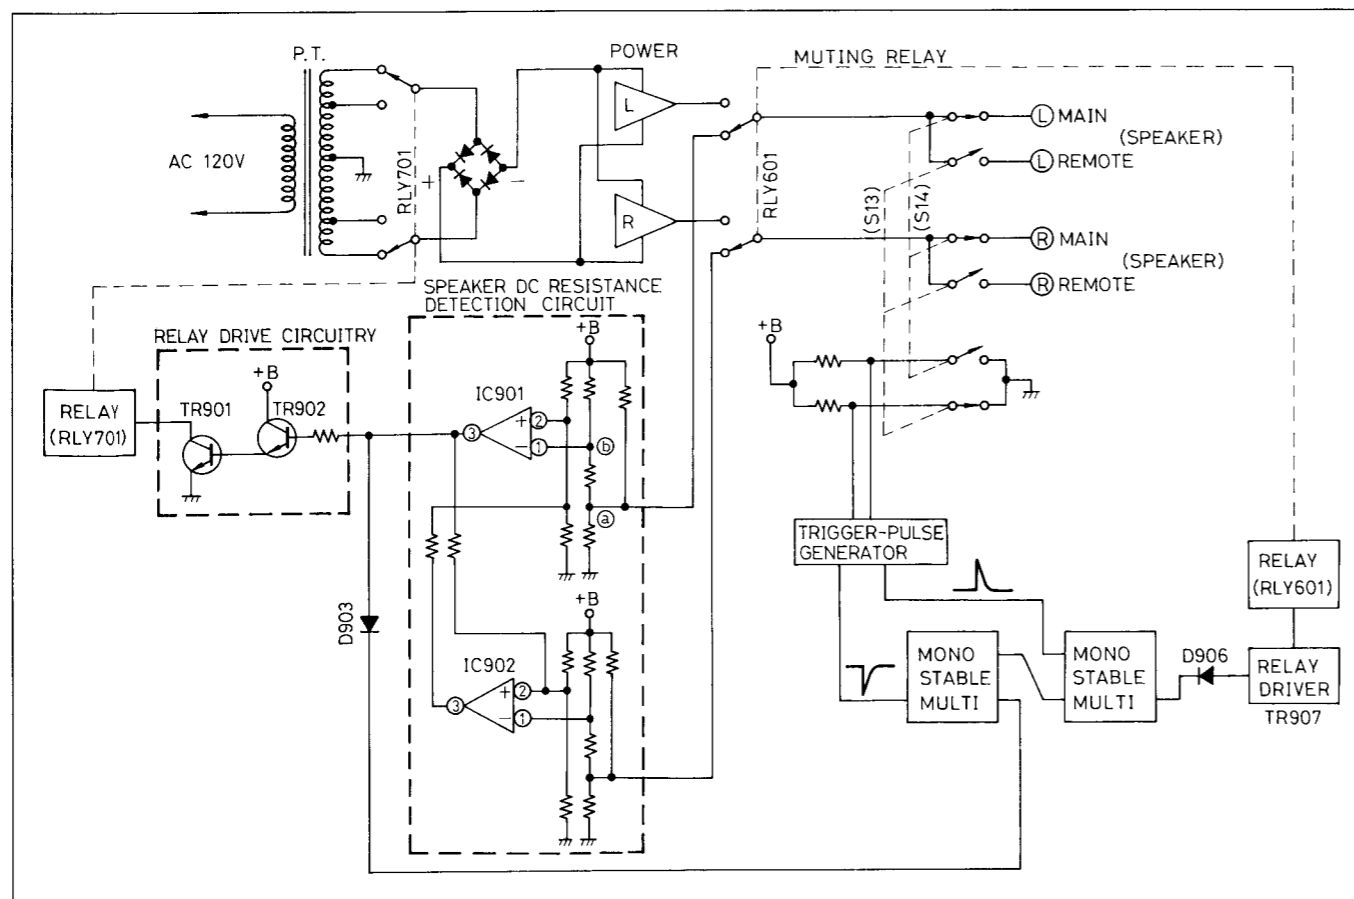 P.T.
POWER
MUTING RELAY
AC 120V
RLY701
+
−
L
R
RLY601
(S13)
(S14)
Ⓛ MAIN
(SPEAKER)
Ⓛ REMOTE
Ⓡ MAIN
(SPEAKER)
Ⓡ REMOTE
SPEAKER DC RESISTANCE
DETECTION CIRCUIT
+B
+B
RELAY DRIVE CIRCUITRY
+B
RELAY
(RLY701)
TR901
TR902
IC901
③
+
②
−
①
ⓑ
ⓐ
TRIGGER-PULSE
GENERATOR
RELAY
(RLY601)
D903
+B
IC902
③
+
②
−
①
MONO
STABLE
MULTI
MONO
STABLE
MULTI
D906
RELAY
DRIVER
TR907